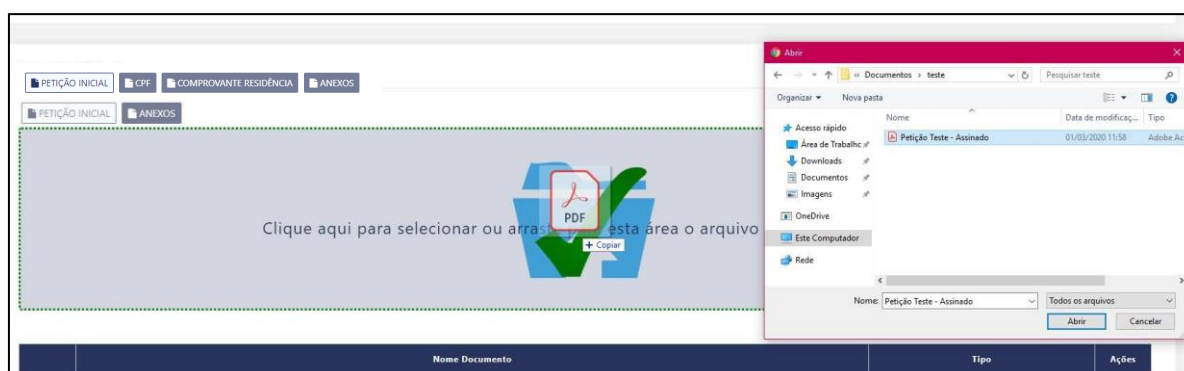 PETIÇÃO INICIAL CPF COMPROVANTE RESIDÊNCIA ANEXOS
PETIÇÃO INICIAL ANEXOS
Clique aqui para selecionar ou arraste para esta área o arquivo
PDF
+ Copiar
Nome Documento Tipo Ações
Abrir
« Documentos › teste
Pesquisar teste
Organizar Nova pasta
Nome Data de modificaç... Tipo
Petição Teste - Assinado 01/03/2020 11:58 Adobe Ac
Acesso rápido
Área de Trabalhc
Downloads
Documentos
Imagens
OneDrive
Este Computador
Rede
Nome: Petição Teste - Assinado Todos os arquivos
Abrir Cancelar